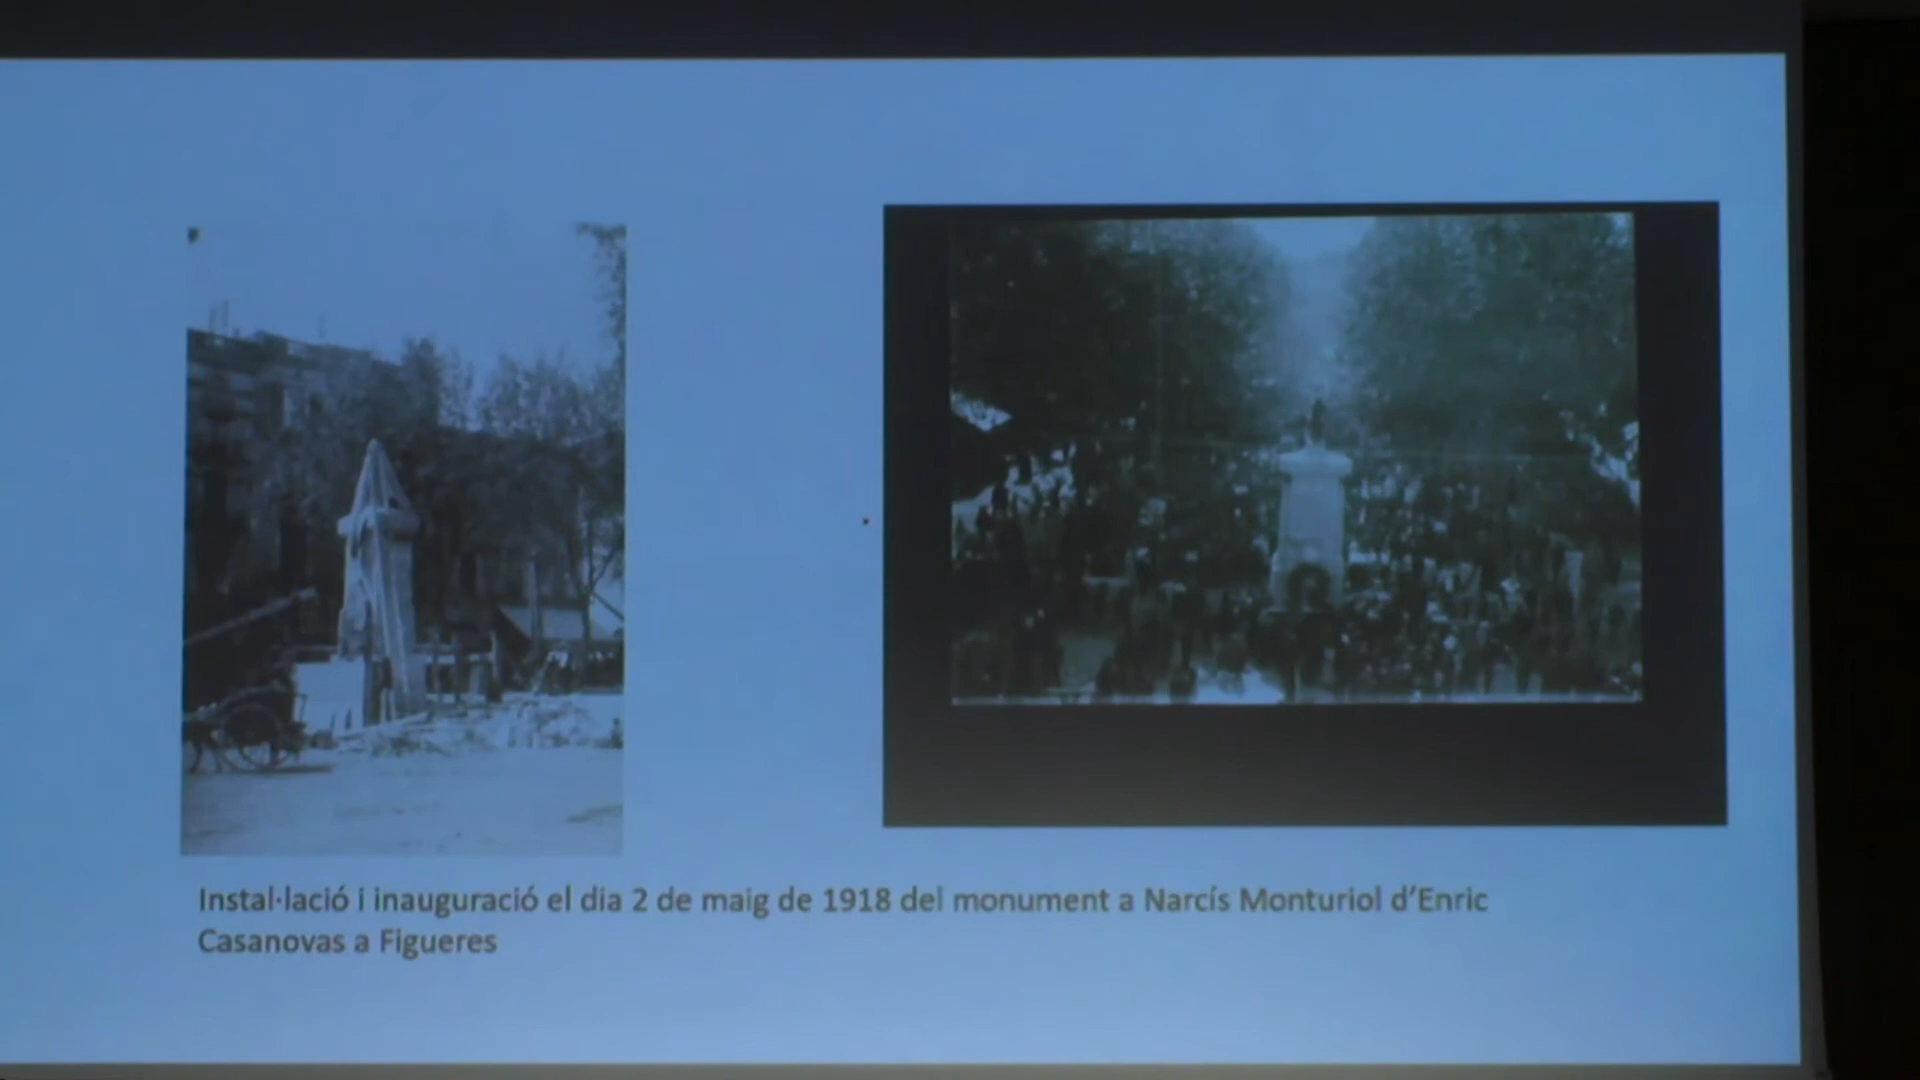 Instal·lació i inauguració el dia 2 de maig de 1918 del monument a Narcís Monturiol d’Enric
Casanovas a Figueres